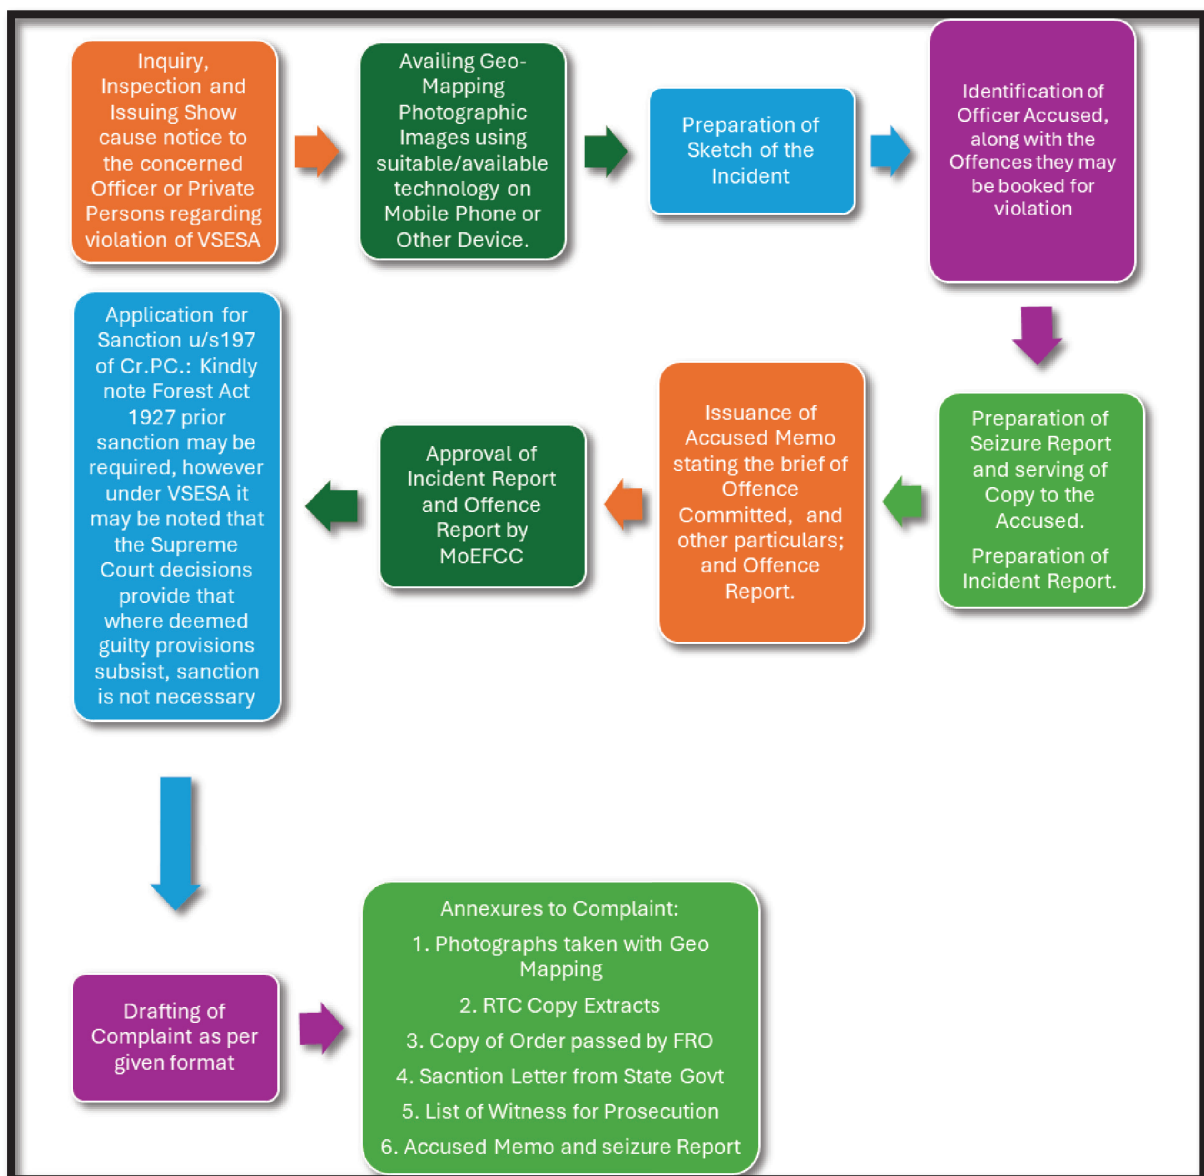 Inquiry,
Inspection and
Issuing Show
cause notice to
the concerned
Officer or Private
Persons regarding
violation of VSESA
Availing Geo-
Mapping
Photographic
Images using
suitable/available
technology on
Mobile Phone or
Other Device.
Preparation of
Sketch of the
Incident
Identification of
Officer Accused,
along with the
Offences they may
be booked for
violation
Preparation of
Seizure Report
and serving of
Copy to the
Accused.
Preparation of
Incident Report.
Issuance of
Accused Memo
stating the brief of
Offence
Committed, and
other particulars;
and Offence
Report.
Approval of
Incident Report
and Offence
Report by
MoEFCC
Application for
Sanction u/s197
of Cr.PC.: Kindly
note Forest Act
1927 prior
sanction may be
required, however
under VSESA it
may be noted that
the Supreme
Court decisions
provide that
where deemed
guilty provisions
subsist, sanction
is not necessary
Drafting of
Complaint as per
given format
Annexures to Complaint:
1. Photographs taken with Geo
Mapping
2. RTC Copy Extracts
3. Copy of Order passed by FRO
4. Sacntion Letter from State Govt
5. List of Witness for Prosecution
6. Accused Memo and seizure Report